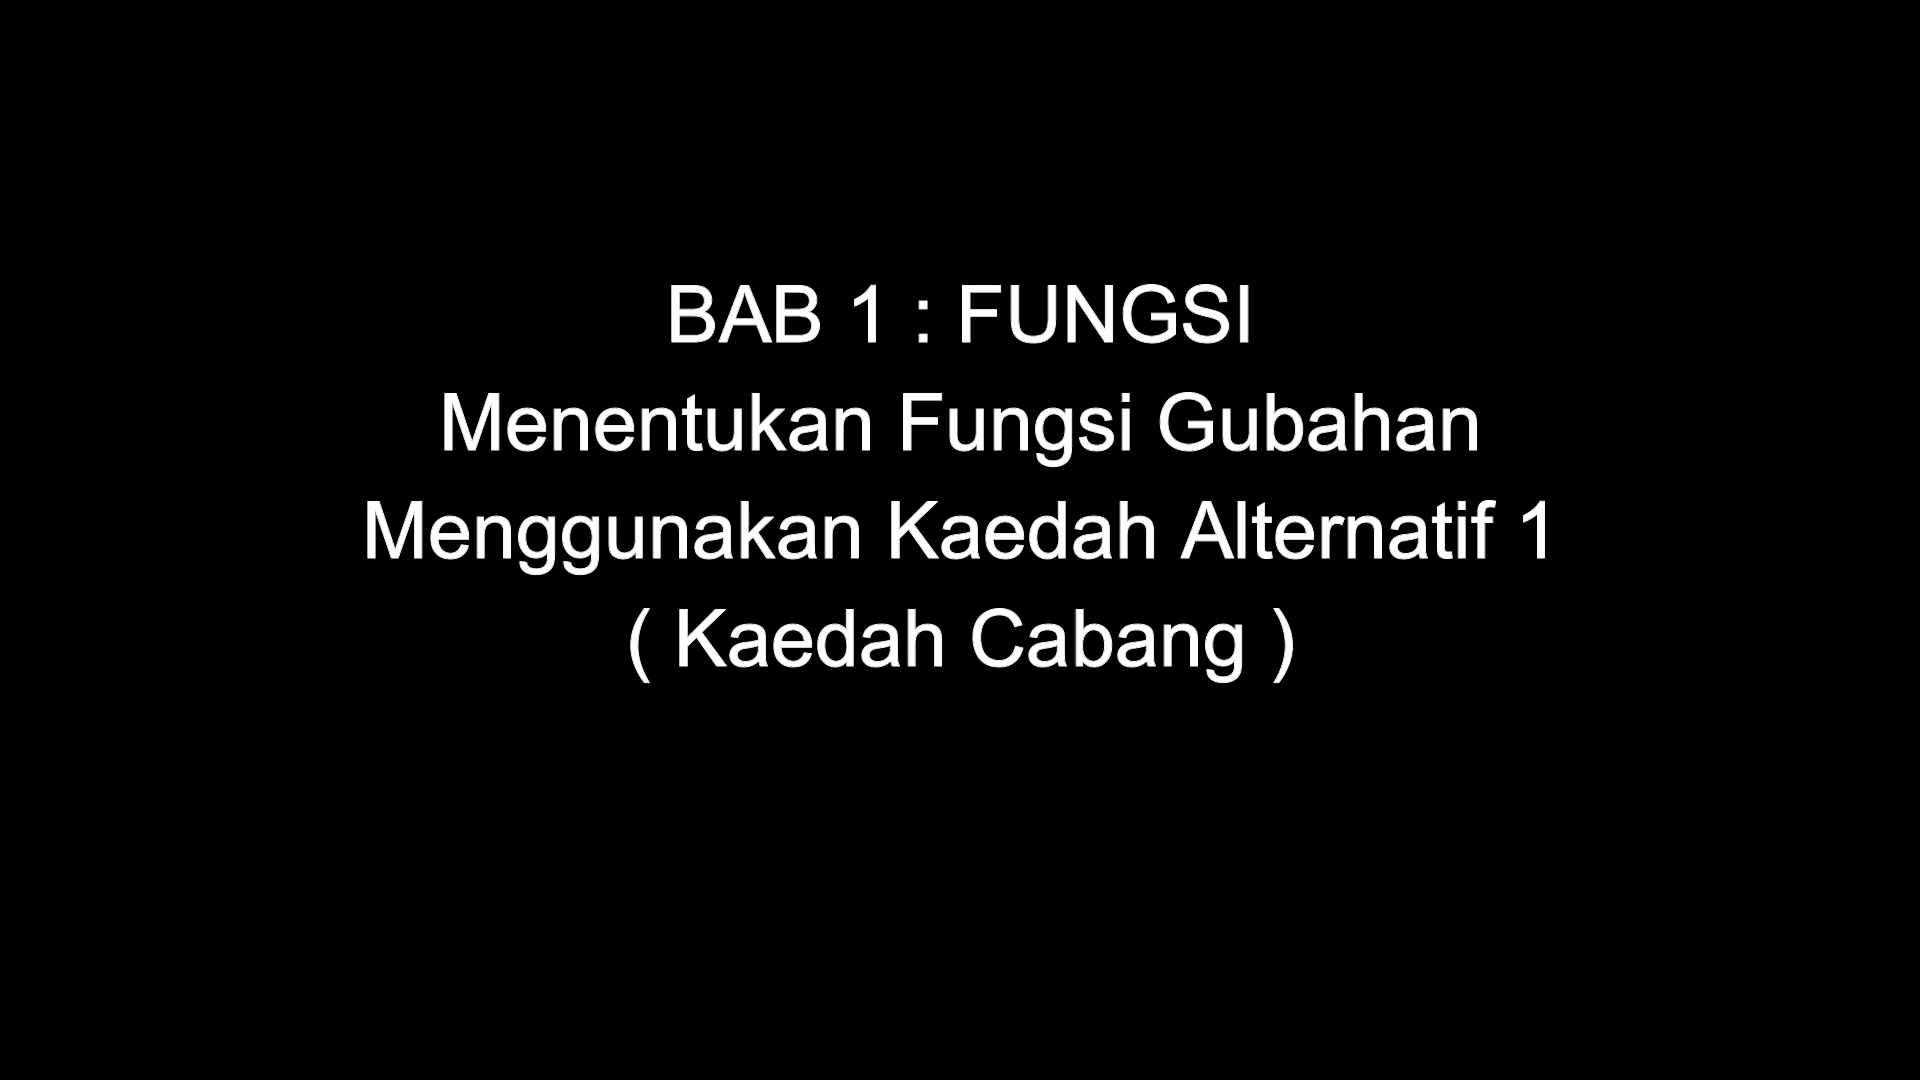 BAB 1 : FUNGSI
Menentukan Fungsi Gubahan
Menggunakan Kaedah Alternatif 1
( Kaedah Cabang )